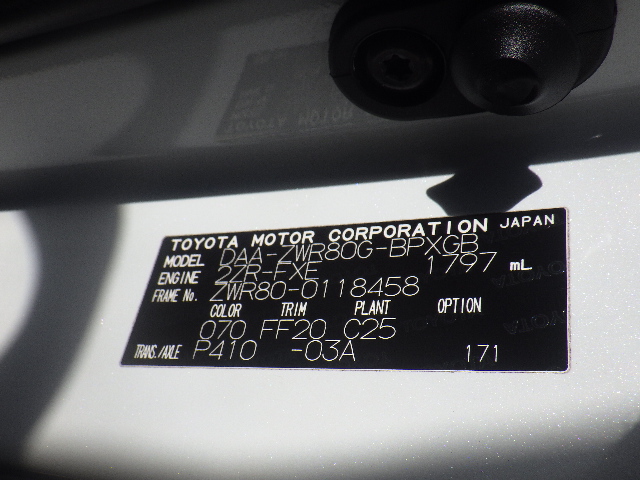 TOYOTA MOTOR CORPORATION JAPAN
MODEL DAA-ZWR80G-BPXGB
ENGINE 2ZR-FXE 1797 mL
FRAME No. ZWR80-0118458
COLOR TRIM PLANT OPTION
070 FF20 C25
TRANS./AXLE P410 -03A 171